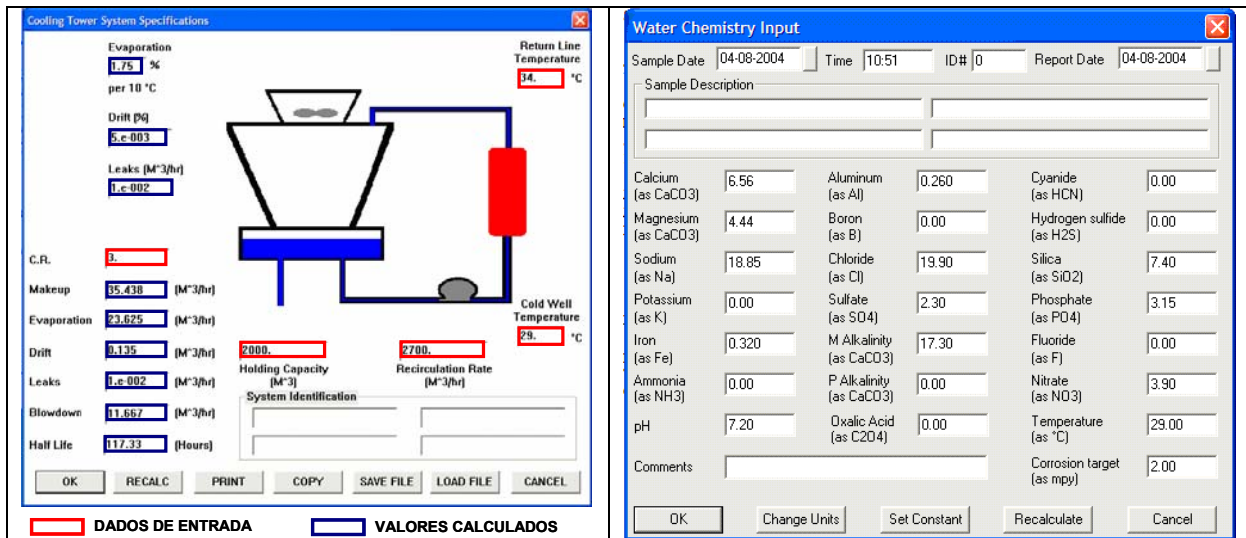 Cooling Tower System Specifications
Evaporation
1.75 %
per 10 °C
Return Line
Temperature
34. °C
Drift [%]
5.e-003
Leaks [M^3/hr]
1.e-002
C.R. 3.
Makeup 35.438 [M^3/hr]
Evaporation 23.625 [M^3/hr]
Drift 0.135 [M^3/hr]
Leaks 1.e-002 [M^3/hr]
Blowdown 11.667 [M^3/hr]
Half Life 117.33 [Hours]
Cold Well
Temperature
29. °C
2000. 2700.
Holding Capacity Recirculation Rate
[M^3] [M^3/hr]
System Identification
OK RECALC PRINT COPY SAVE FILE LOAD FILE CANCEL
DADOS DE ENTRADA VALORES CALCULADOS
Water Chemistry Input
Sample Date 04-08-2004 Time 10:51 ID# 0 Report Date 04-08-2004
Sample Description
Calcium 6.56 Aluminum 0.260 Cyanide 0.00
(as CaCO3) (as Al) (as HCN)
Magnesium 4.44 Boron 0.00 Hydrogen sulfide 0.00
(as CaCO3) (as B) (as H2S)
Sodium 18.85 Chloride 19.90 Silica 7.40
(as Na) (as Cl) (as SiO2)
Potassium 0.00 Sulfate 2.30 Phosphate 3.15
(as K) (as SO4) (as PO4)
Iron 0.320 M Alkalinity 17.30 Fluoride 0.00
(as Fe) (as CaCO3) (as F)
Ammonia 0.00 P Alkalinity 0.00 Nitrate 3.90
(as NH3) (as CaCO3) (as NO3)
pH 7.20 Oxalic Acid 0.00 Temperature 29.00
(as C2O4) (as °C)
Comments Corrosion target 2.00
(as mpy)
OK Change Units Set Constant Recalculate Cancel